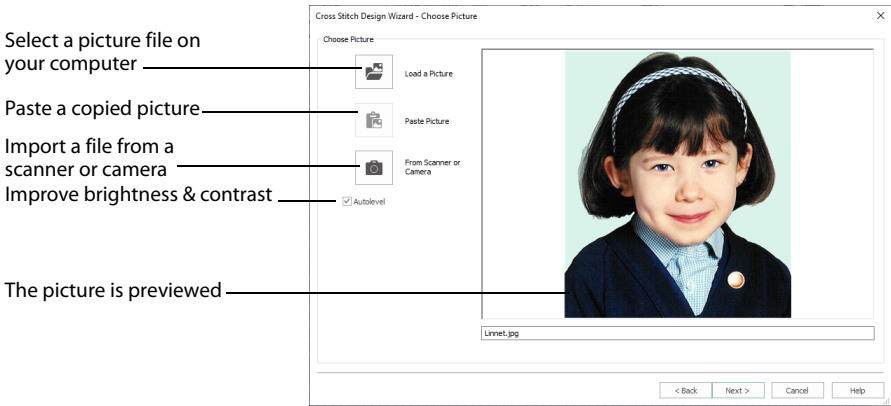 Cross Stitch Design Wizard - Choose Picture
Choose Picture
Select a picture file on
your computer
Load a Picture
Paste a copied picture
Paste Picture
Import a file from a
scanner or camera
From Scanner or
Camera
Improve brightness & contrast
Autolevel
The picture is previewed
Linnet.jpg
< Back
Next >
Cancel
Help